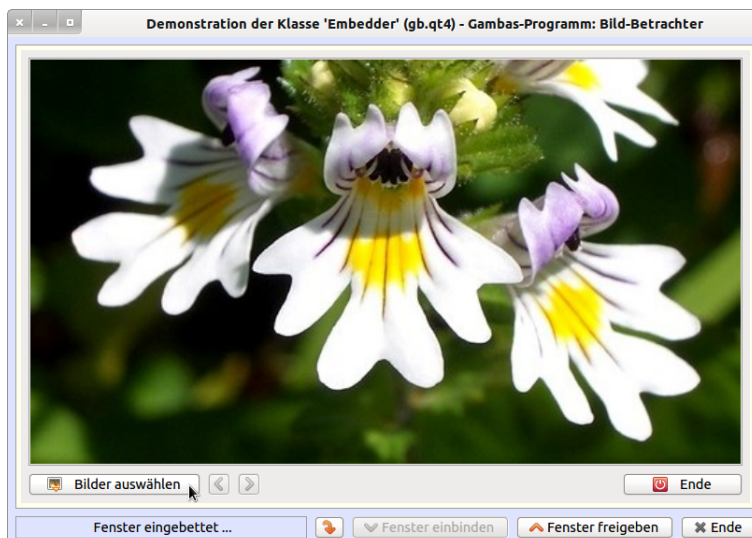 Demonstration der Klasse 'Embedder' (gb.qt4) - Gambas-Programm: Bild-Betrachter
Bilder auswählen
Ende
Fenster eingebettet ...
Fenster einbinden
Fenster freigeben
Ende